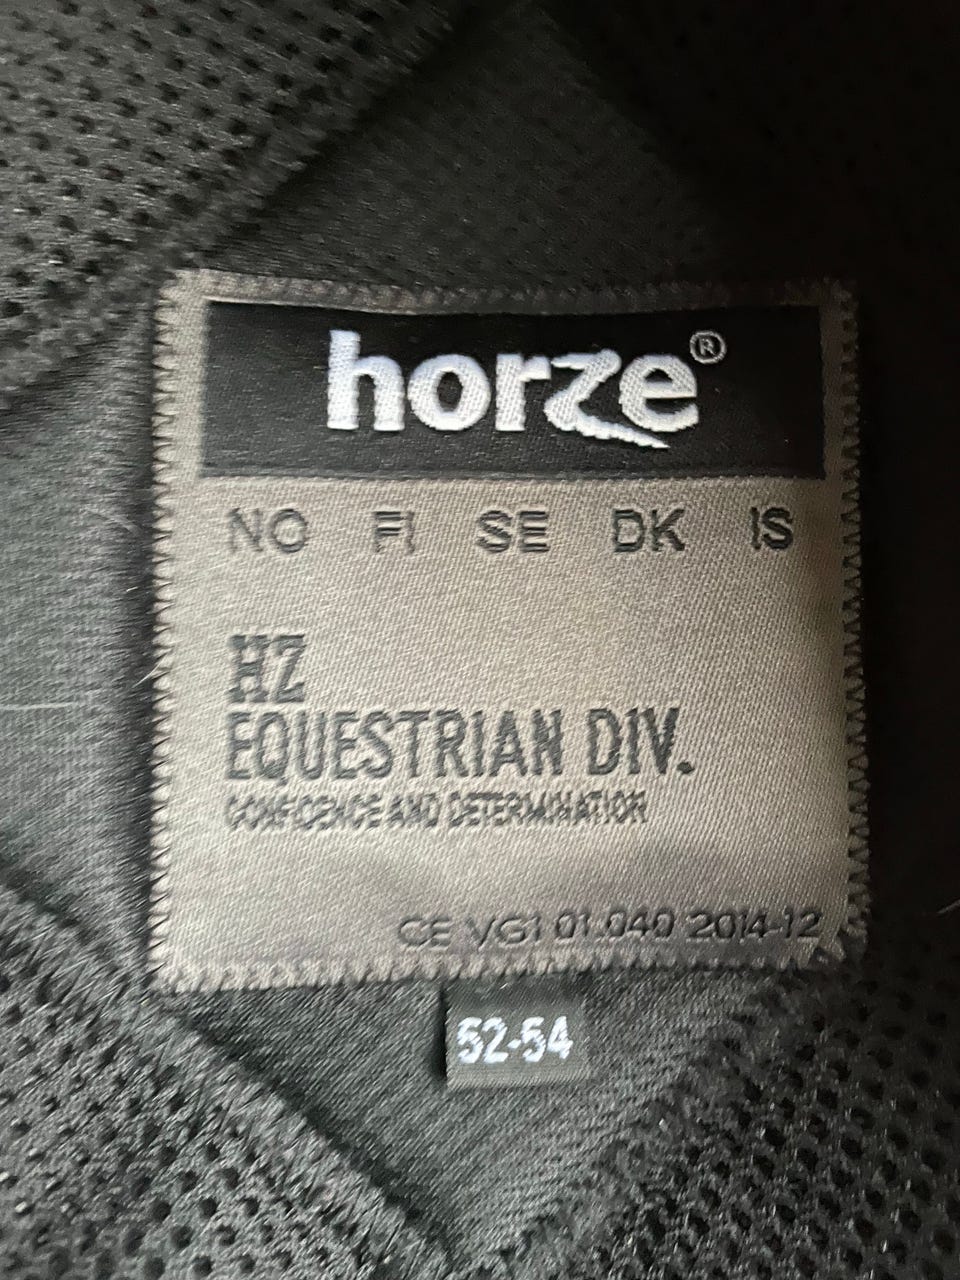 horze®
NO FI SE DK IS
HZ
EQUESTRIAN DIV.
CONFIDENCE AND DETERMINATION
CE VG1 01.040 2014-12
52-54